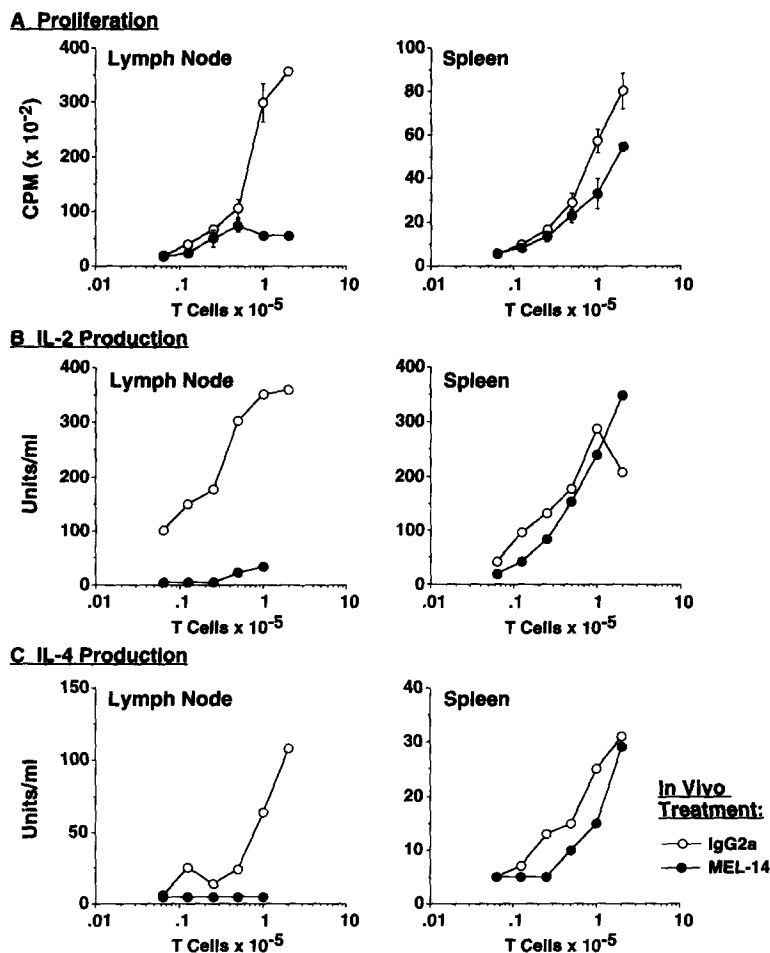 A Proliferation
Lymph Node
Spleen
CPM (x 10-2)
400
300
200
100
0
.01
.1
1
10
T Cells x 10-5
100
80
60
40
20
0
.01
.1
1
10
T Cells x 10-5
B IL-2 Production
Lymph Node
Spleen
Units/ml
400
300
200
100
0
.01
.1
1
10
T Cells x 10-5
400
300
200
100
0
.01
.1
1
10
T Cells x 10-5
C IL-4 Production
Lymph Node
Spleen
Units/ml
150
100
50
0
.01
.1
1
10
T Cells x 10-5
40
30
20
10
0
.01
.1
1
10
T Cells x 10-5
In Vivo
Treatment:
IgG2a
MEL-14